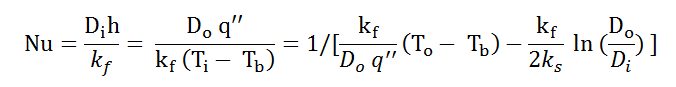 Nu = D_i h / k_f = D_o q″ / k_f (T_i − T_b) = 1/[ k_f / D_o q″ (T_o − T_b) − k_f / 2k_s ln (D_o / D_i) ]